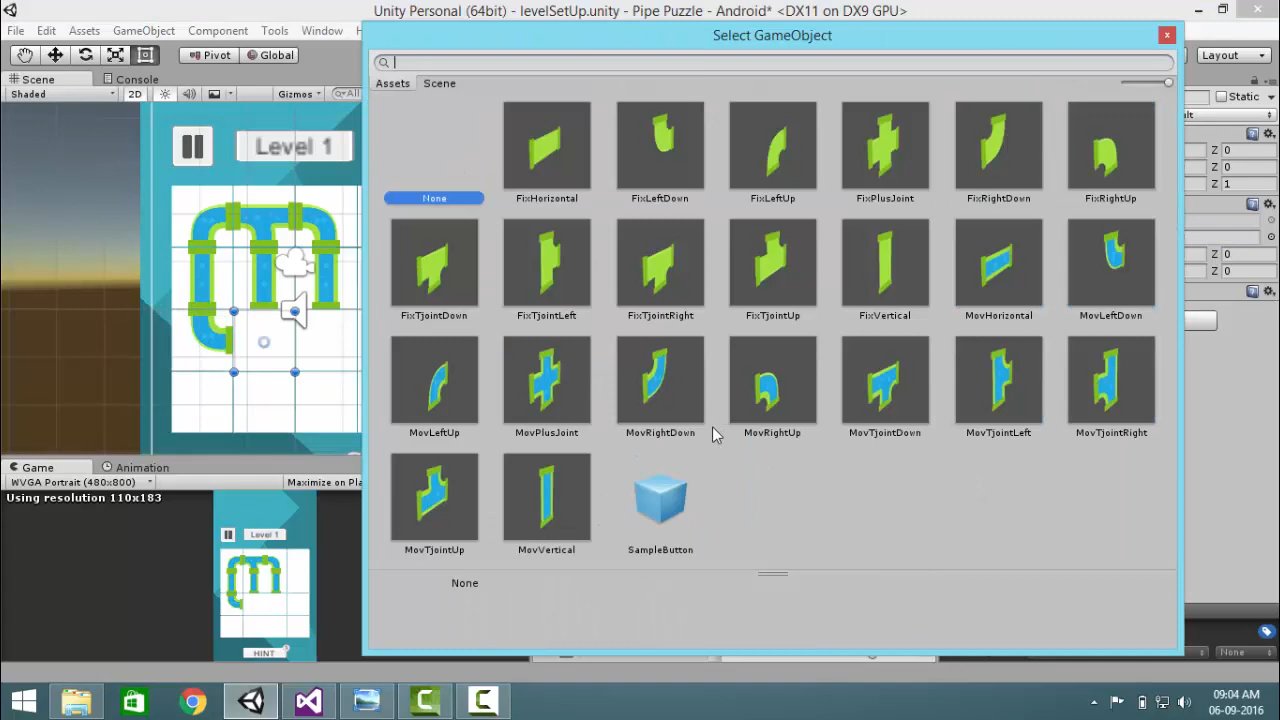 Unity Personal (64bit) - levelSetUp.unity - Pipe Puzzle - Android* <DX11 on DX9 GPU>
File Edit Assets GameObject Component Tools Window
Select GameObject
Pivot Global Layout
Scene Console
Assets Scene
Static
Shaded 2D Gizmos All
Level 1
Z 0
Z 0
Z 1
Z 0
Z 0
None FixHorizontal FixLeftDown FixLeftUp FixPlusJoint FixRightDown FixRightUp
FixTjointDown FixTjointLeft FixTjointRight FixTjointUp FixVertical MovHorizontal MovLeftDown
MovLeftUp MovPlusJoint MovRightDown MovRightUp MovTjointDown MovTjointLeft MovTjointRight
MovTjointUp MovVertical SampleButton
None
Game Animation
WVGA Portrait (480x800) Maximize on Pla
Using resolution 110x183
Level 1
HINT
None
09:04 AM
06-09-2016